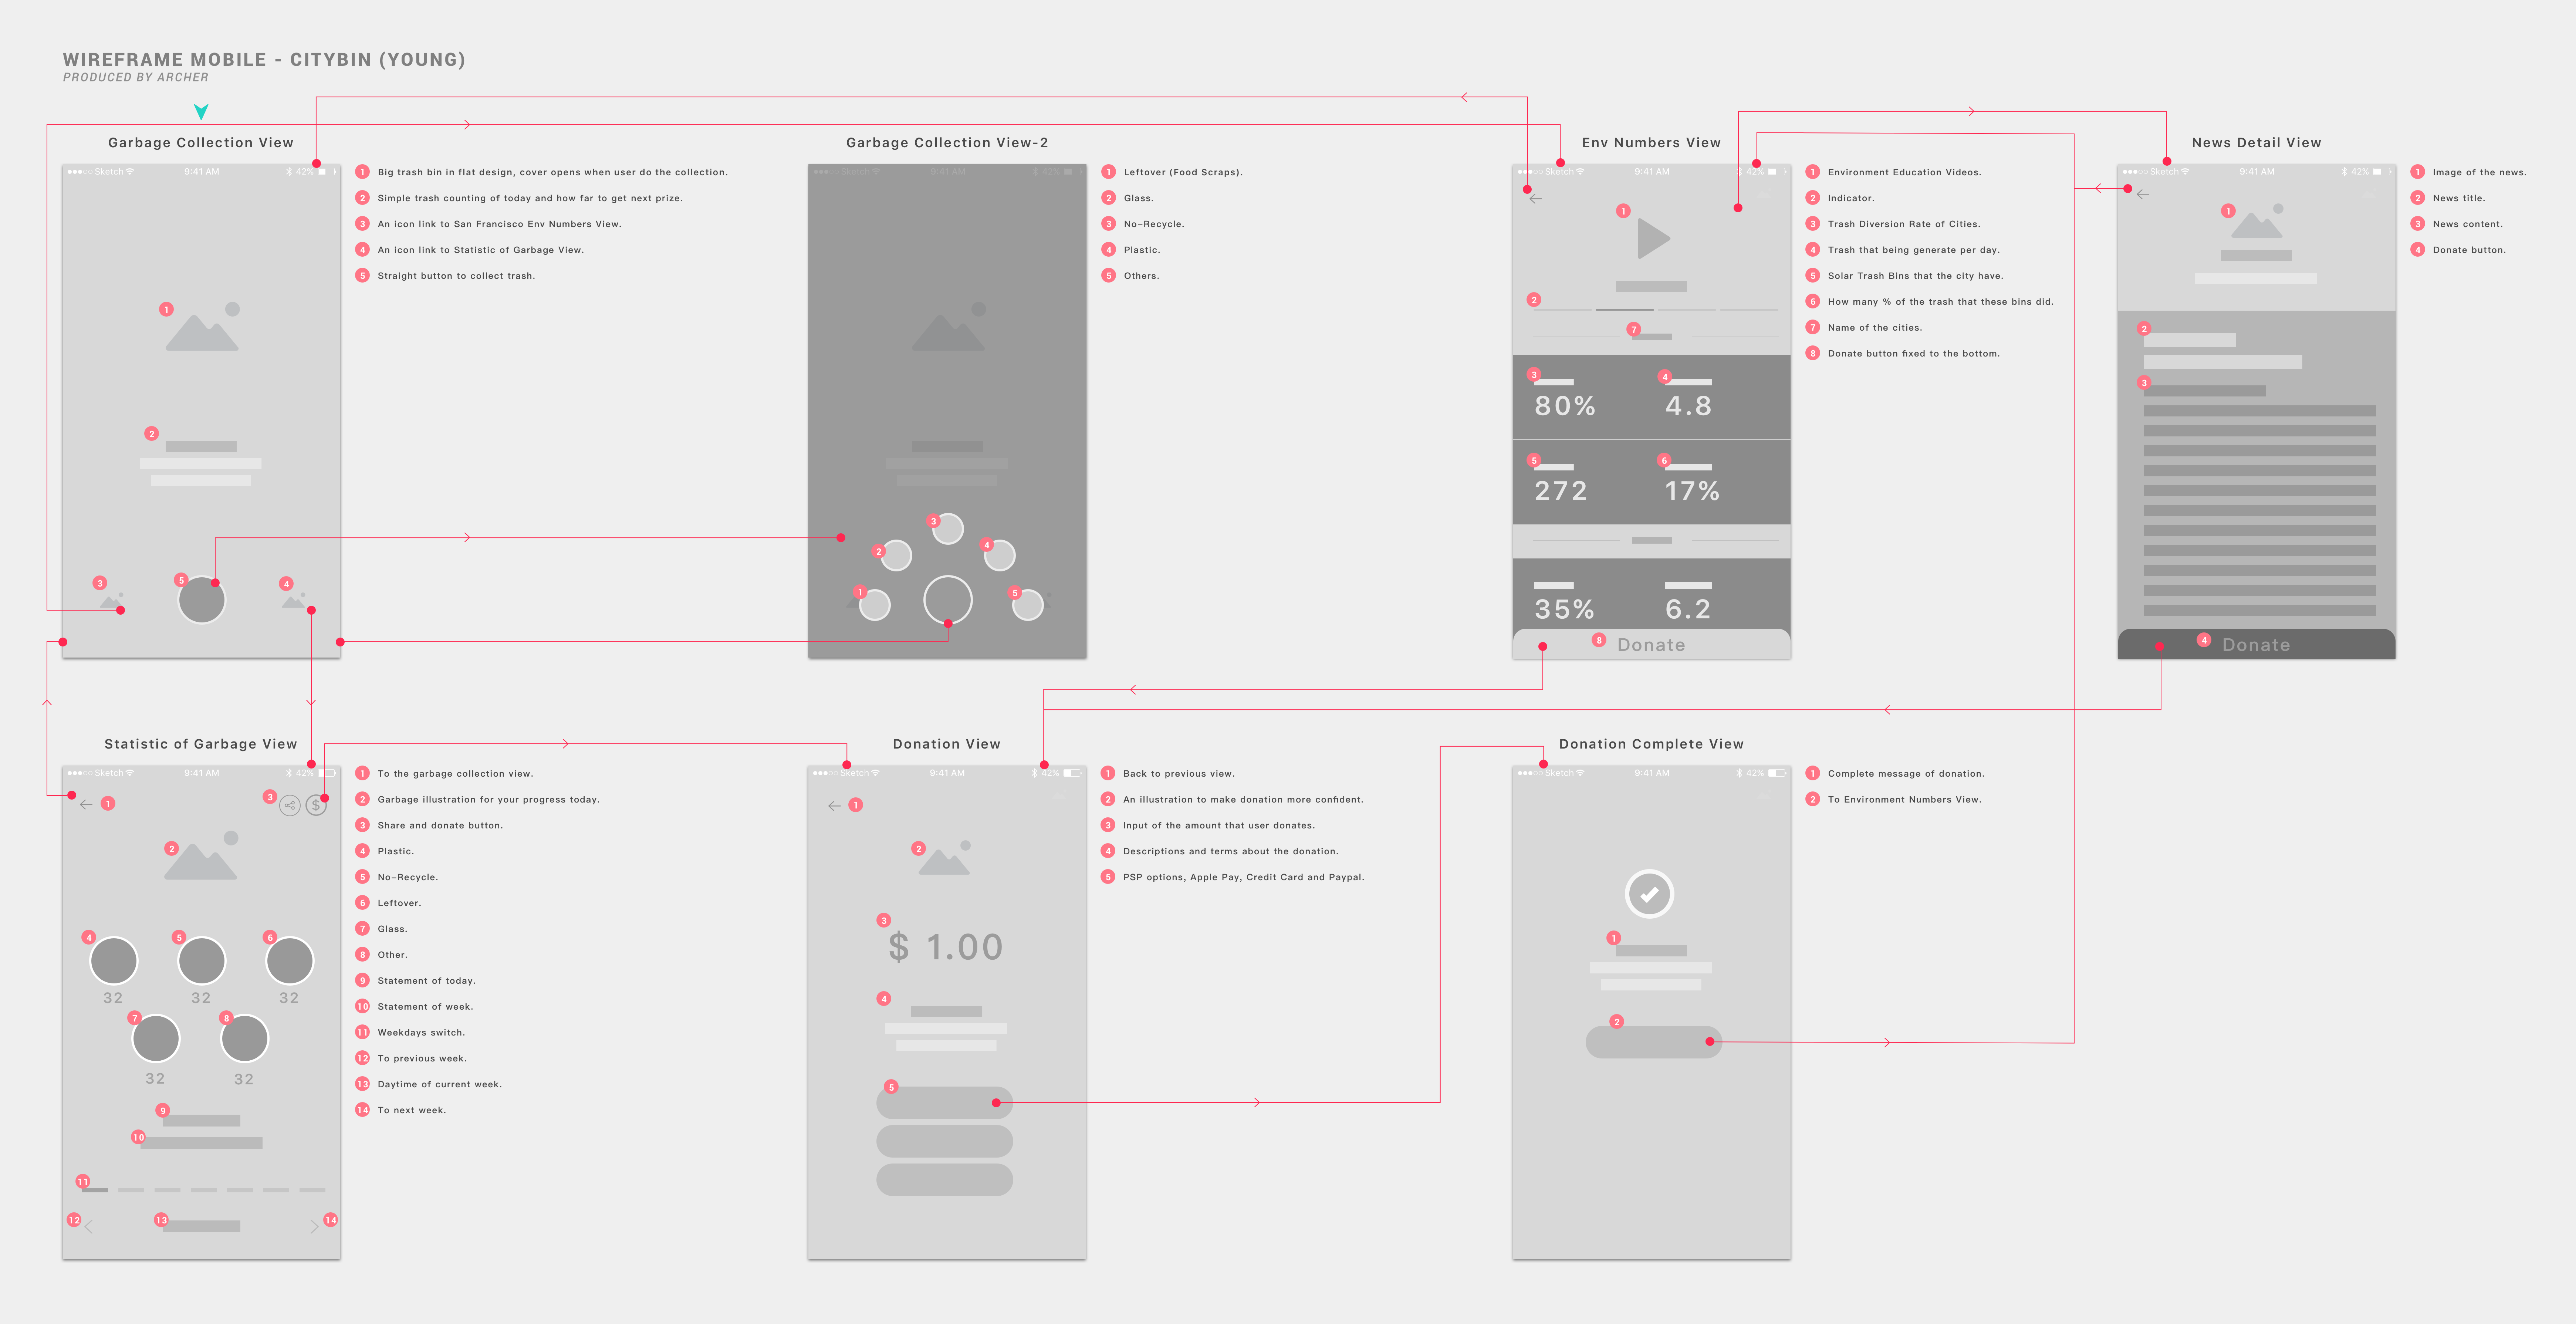 WIREFRAME MOBILE - CITYBIN (YOUNG)
PRODUCED BY ARCHER
Garbage Collection View
Sketch 9:41 AM 42%
1 2 3 4 5
1 Big trash bin in flat design, cover opens when user do the collection.
2 Simple trash counting of today and how far to get next prize.
3 An icon link to San Francisco Env Numbers View.
4 An icon link to Statistic of Garbage View.
5 Straight button to collect trash.
Garbage Collection View-2
Sketch 9:41 AM 42%
3
2 4
1 5
1 Leftover (Food Scraps).
2 Glass.
3 No-Recycle.
4 Plastic.
5 Others.
Env Numbers View
Sketch 9:41 AM 42%
1
2
7
3 4
80% 4.8
5 6
272 17%
35% 6.2
8 Donate
1 Environment Education Videos.
2 Indicator.
3 Trash Diversion Rate of Cities.
4 Trash that being generate per day.
5 Solar Trash Bins that the city have.
6 How many % of the trash that these bins did.
7 Name of the cities.
8 Donate button fixed to the bottom.
News Detail View
Sketch 9:41 AM 42%
1
2
3
4 Donate
1 Image of the news.
2 News title.
3 News content.
4 Donate button.
Statistic of Garbage View
Sketch 9:41 AM 42%
1 3 $
2
4 5 6
32 32 32
7 8
32 32
9
10
11
12 13 14
1 To the garbage collection view.
2 Garbage illustration for your progress today.
3 Share and donate button.
4 Plastic.
5 No-Recycle.
6 Leftover.
7 Glass.
8 Other.
9 Statement of today.
10 Statement of week.
11 Weekdays switch.
12 To previous week.
13 Daytime of current week.
14 To next week.
Donation View
Sketch 9:41 AM 42%
1
2
3
$ 1.00
4
5
1 Back to previous view.
2 An illustration to make donation more confident.
3 Input of the amount that user donates.
4 Descriptions and terms about the donation.
5 PSP options, Apple Pay, Credit Card and Paypal.
Donation Complete View
Sketch 9:41 AM 42%
1
2
1 Complete message of donation.
2 To Environment Numbers View.